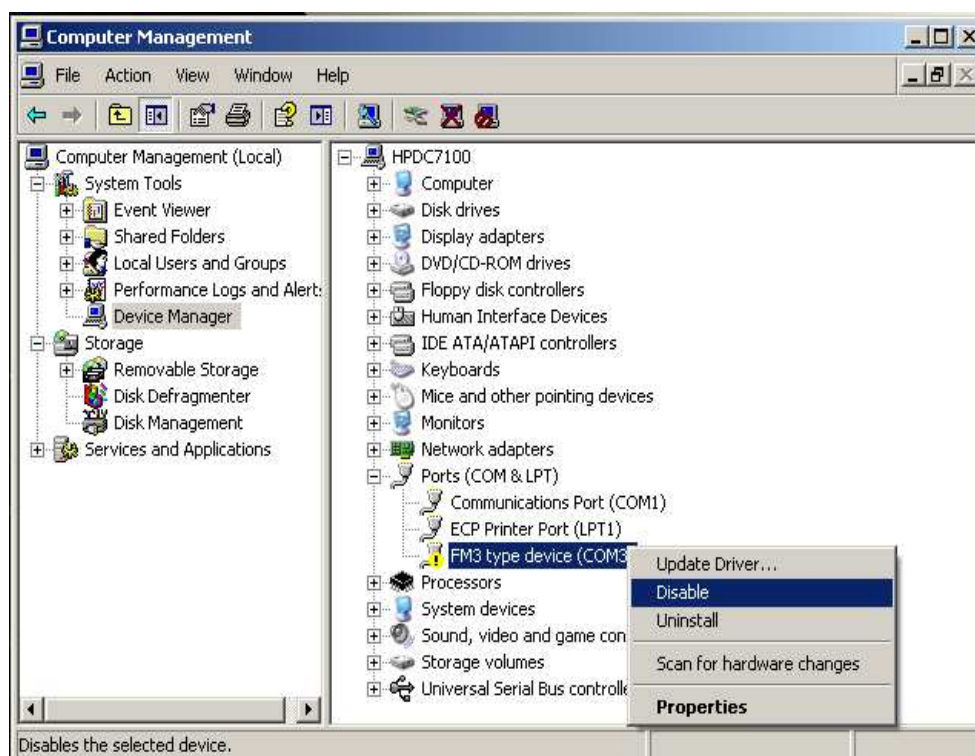 Computer Management
File Action View Window Help
Computer Management (Local)
System Tools
Event Viewer
Shared Folders
Local Users and Groups
Performance Logs and Alert
Device Manager
Storage
Removable Storage
Disk Defragmenter
Disk Management
Services and Applications
HPDC7100
Computer
Disk drives
Display adapters
DVD/CD-ROM drives
Floppy disk controllers
Human Interface Devices
IDE ATA/ATAPI controllers
Keyboards
Mice and other pointing devices
Monitors
Network adapters
Ports (COM & LPT)
Communications Port (COM1)
ECP Printer Port (LPT1)
FM3 type device (COM3
Processors
System devices
Sound, video and game con
Storage volumes
Universal Serial Bus controlle
Update Driver...
Disable
Uninstall
Scan for hardware changes
Properties
Disables the selected device.